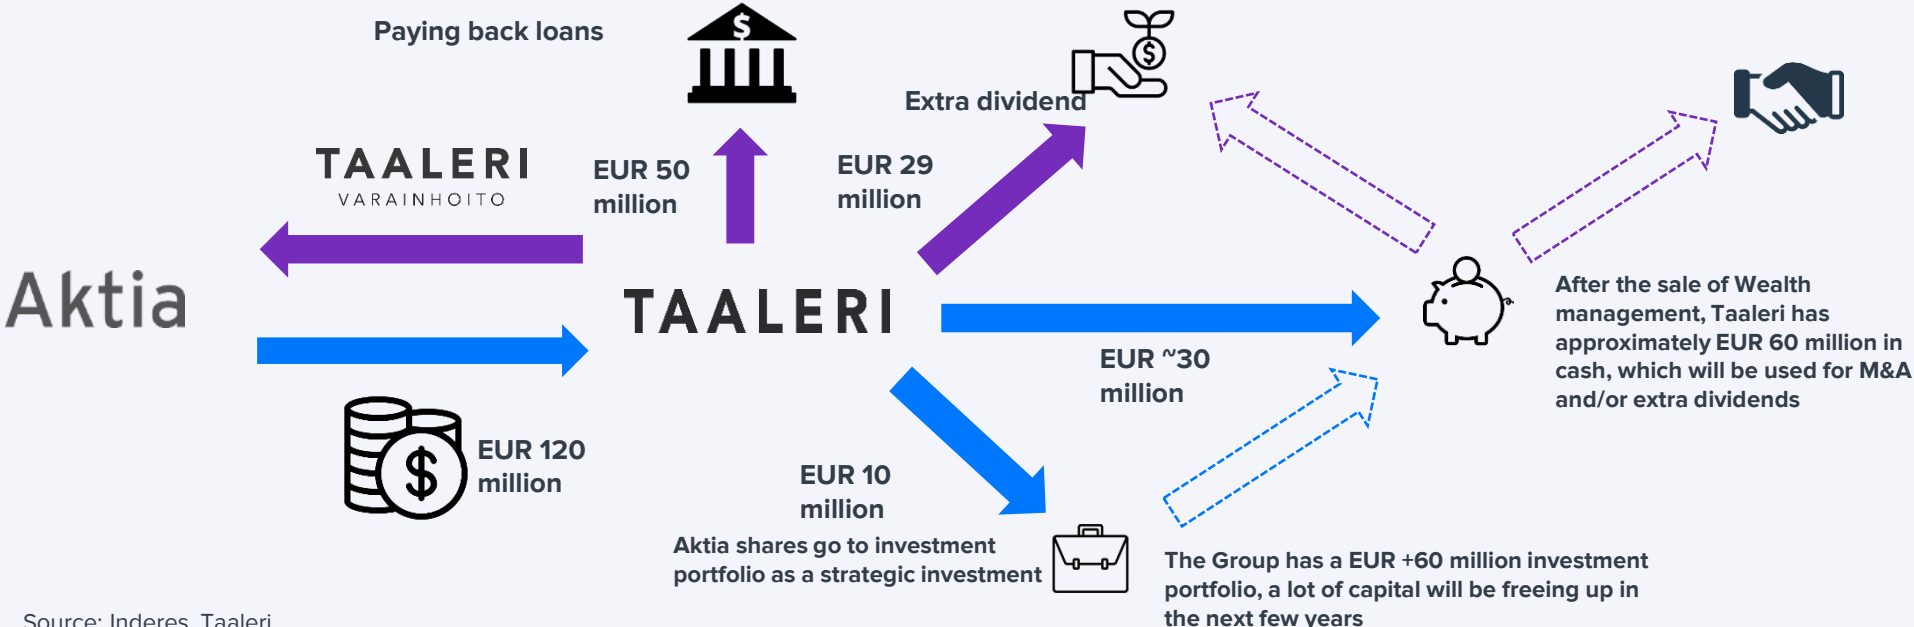 Paying back loans
Extra dividend
TAALERI
VARAINHOITO
EUR 50
million
EUR 29
million
Aktia
TAALERI
After the sale of Wealth
management, Taaleri has
approximately EUR 60 million in
cash, which will be used for M&A
and/or extra dividends
EUR ~30
million
EUR 120
million
EUR 10
million
Aktia shares go to investment
portfolio as a strategic investment
The Group has a EUR +60 million investment
portfolio, a lot of capital will be freeing up in
the next few years
Source: Inderes, Taaleri